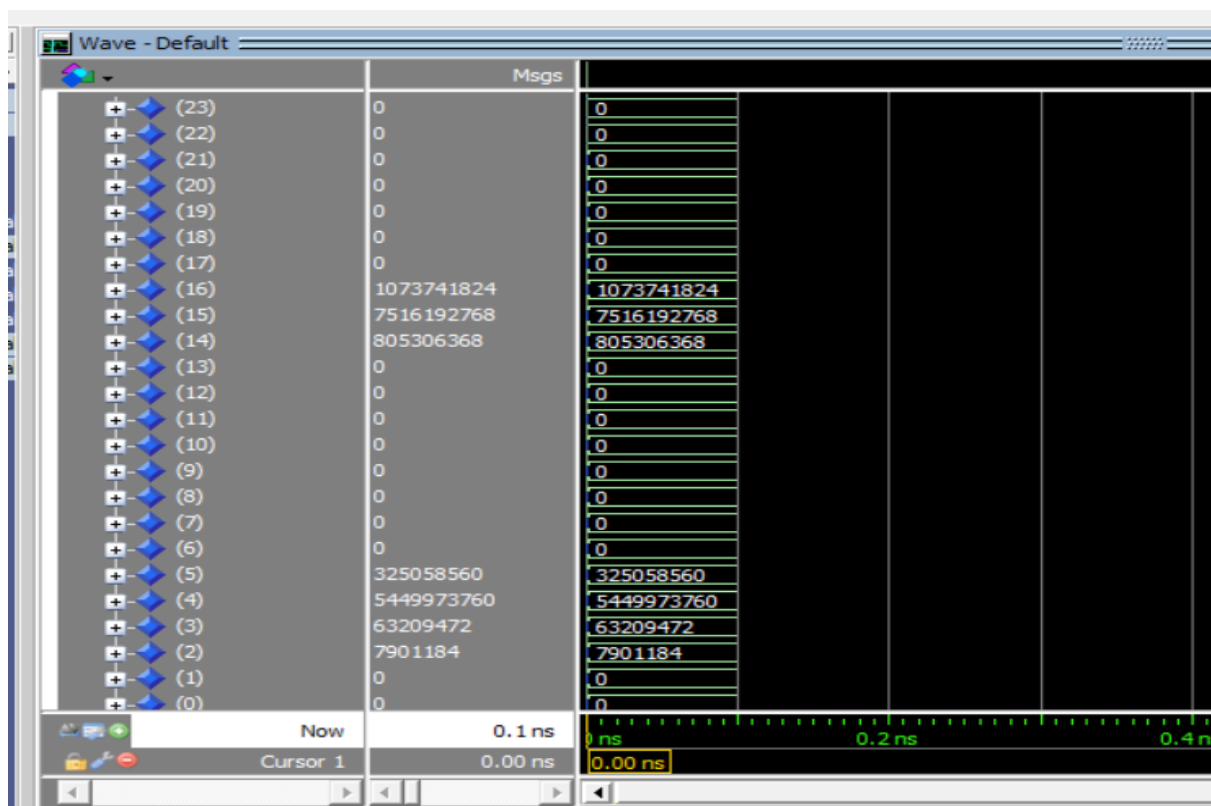 Wave - Default
Msgs
(23) 0 0
(22) 0 0
(21) 0 0
(20) 0 0
(19) 0 0
(18) 0 0
(17) 0 0
(16) 1073741824 1073741824
(15) 7516192768 7516192768
(14) 805306368 805306368
(13) 0 0
(12) 0 0
(11) 0 0
(10) 0 0
(9) 0 0
(8) 0 0
(7) 0 0
(6) 0 0
(5) 325058560 325058560
(4) 5449973760 5449973760
(3) 63209472 63209472
(2) 7901184 7901184
(1) 0 0
(0) 0 0
Now 0.1 ns ns 0.2 ns 0.4 n
Cursor 1 0.00 ns 0.00 ns